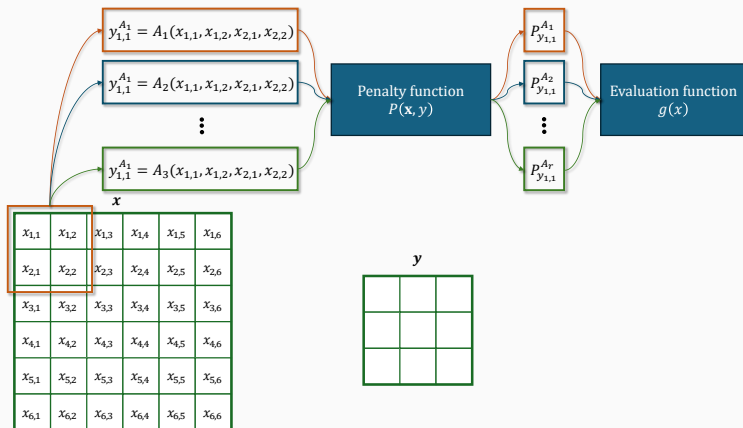 y_{1,1}^{A_1} = A_1(x_{1,1}, x_{1,2}, x_{2,1}, x_{2,2})
y_{1,1}^{A_1} = A_2(x_{1,1}, x_{1,2}, x_{2,1}, x_{2,2})
⋮
y_{1,1}^{A_1} = A_3(x_{1,1}, x_{1,2}, x_{2,1}, x_{2,2})
Penalty function
P(𝐱, y)
P_{y_{1,1}}^{A_1}
P_{y_{1,1}}^{A_2}
⋮
P_{y_{1,1}}^{A_r}
Evaluation function
g(x)
x
x_{1,1} x_{1,2} x_{1,3} x_{1,4} x_{1,5} x_{1,6}
x_{2,1} x_{2,2} x_{2,3} x_{2,4} x_{2,5} x_{2,6}
x_{3,1} x_{3,2} x_{3,3} x_{3,4} x_{3,5} x_{3,6}
x_{4,1} x_{4,2} x_{4,3} x_{4,4} x_{4,5} x_{4,6}
x_{5,1} x_{5,2} x_{5,3} x_{5,4} x_{5,5} x_{5,6}
x_{6,1} x_{6,2} x_{6,3} x_{6,4} x_{6,5} x_{6,6}
y